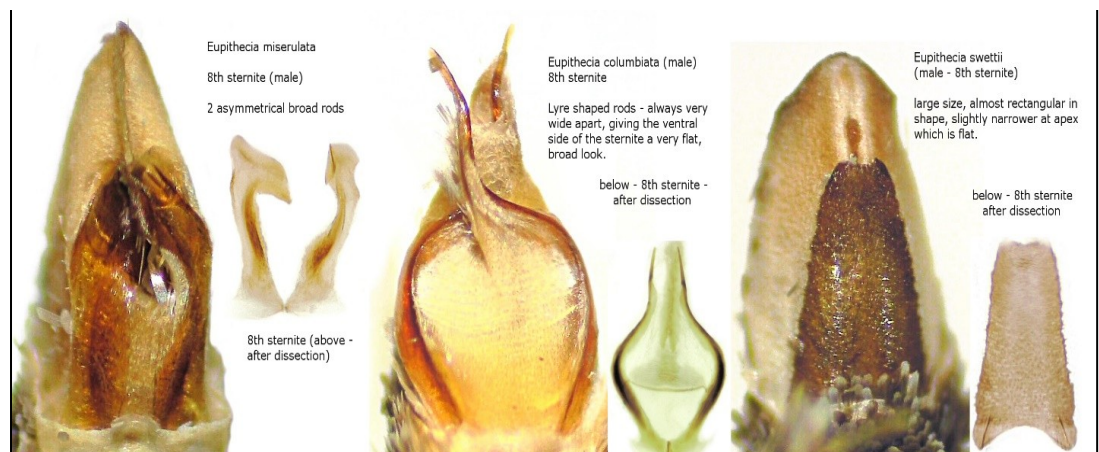 Eupithecia miserulata
8th sternite (male)
2 asymmetrical broad rods
8th sternite (above -
after dissection)
Eupithecia columbiata (male)
8th sternite
Lyre shaped rods - always very
wide apart, giving the ventral
side of the sternite a very flat,
broad look.
below - 8th sternite -
after dissection
Eupithecia swettii
(male - 8th sternite)
large size, almost rectangular in
shape, slightly narrower at apex
which is flat.
below - 8th sternite
after dissection